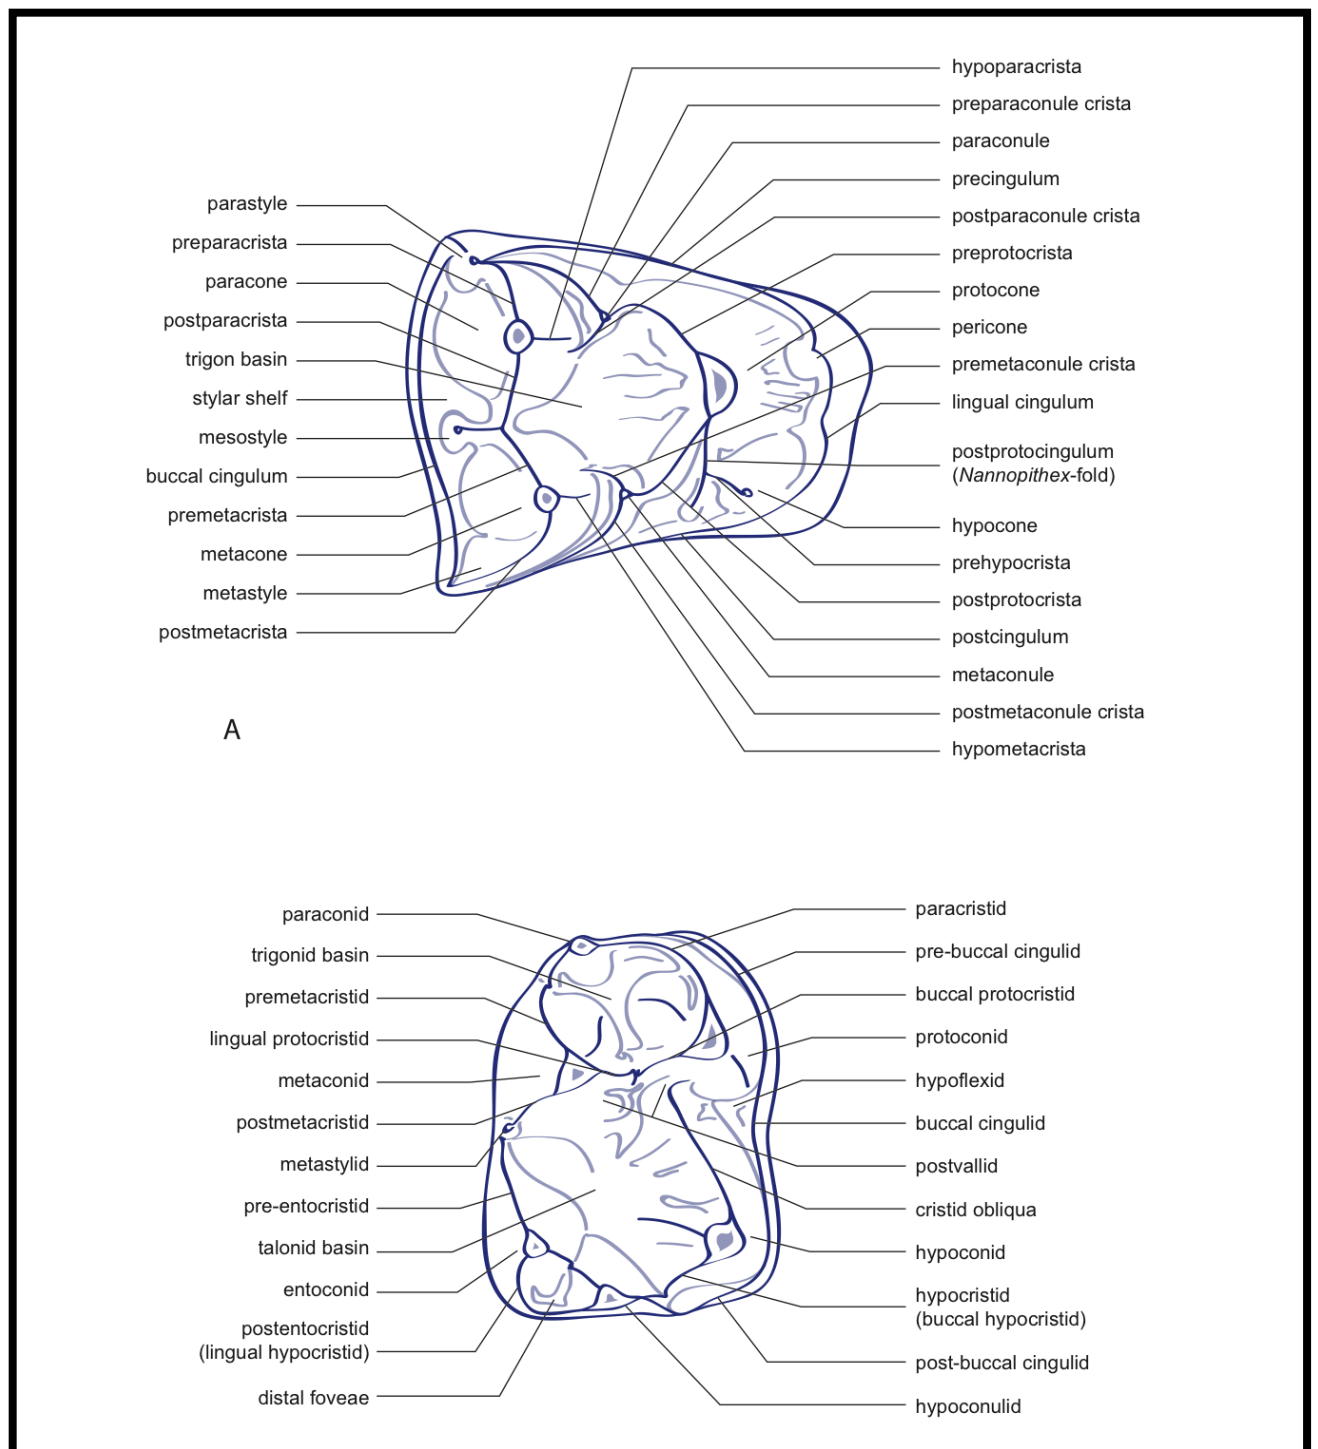 hypoparacrista
preparaconule crista
paraconule
precingulum
postparaconule crista
preprotocrista
protocone
pericone
premetaconule crista
lingual cingulum
postprotocingulum
(Nannopithex-fold)
hypocone
prehypocrista
postprotocrista
postcingulum
metaconule
postmetaconule crista
hypometacrista
parastyle
preparacrista
paracone
postparacrista
trigon basin
stylar shelf
mesostyle
buccal cingulum
premetacrista
metacone
metastyle
postmetacrista
A
paraconid
trigonid basin
premetacristid
lingual protocristid
metaconid
postmetacristid
metastylid
pre-entocristid
talonid basin
entoconid
postentocristid
(lingual hypocristid)
distal foveae
paracristid
pre-buccal cingulid
buccal protocristid
protoconid
hypoflexid
buccal cingulid
postvallid
cristid obliqua
hypoconid
hypocristid
(buccal hypocristid)
post-buccal cingulid
hypoconulid